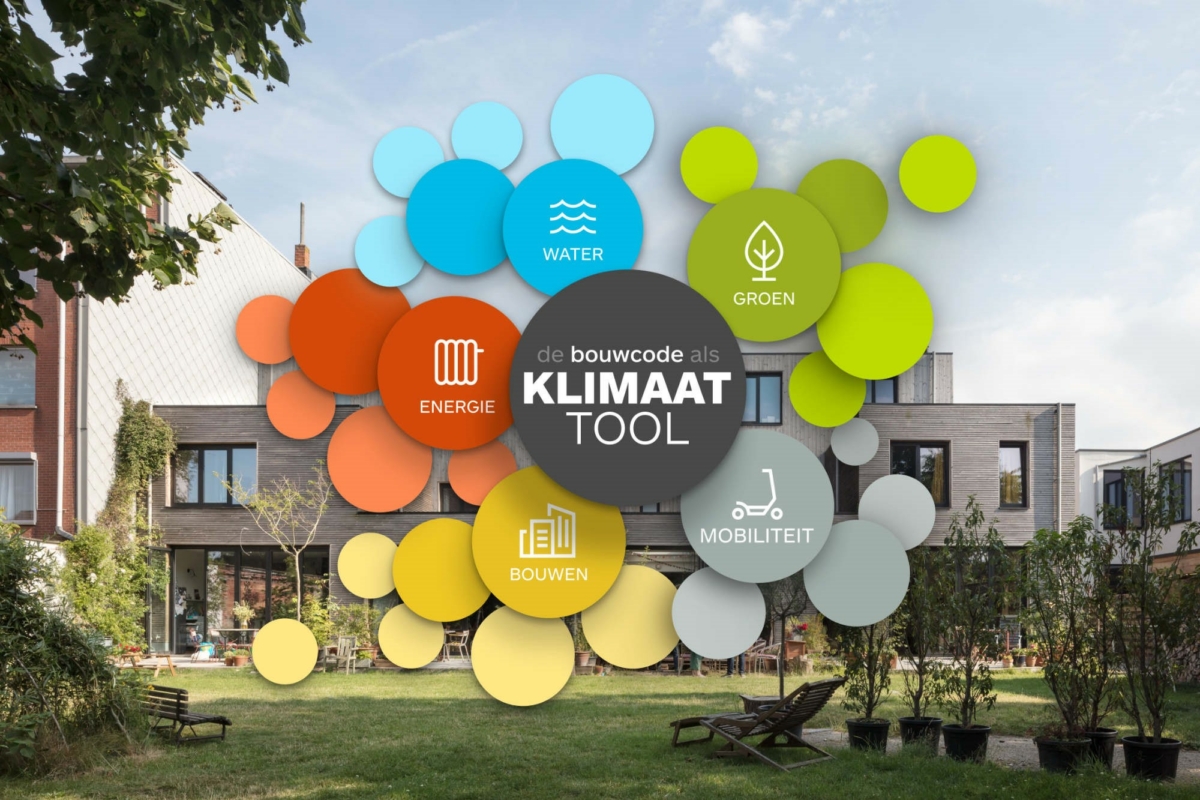 WATER
GROEN
de bouwcode als
KLIMAAT
TOOL
ENERGIE
MOBILITEIT
BOUWEN